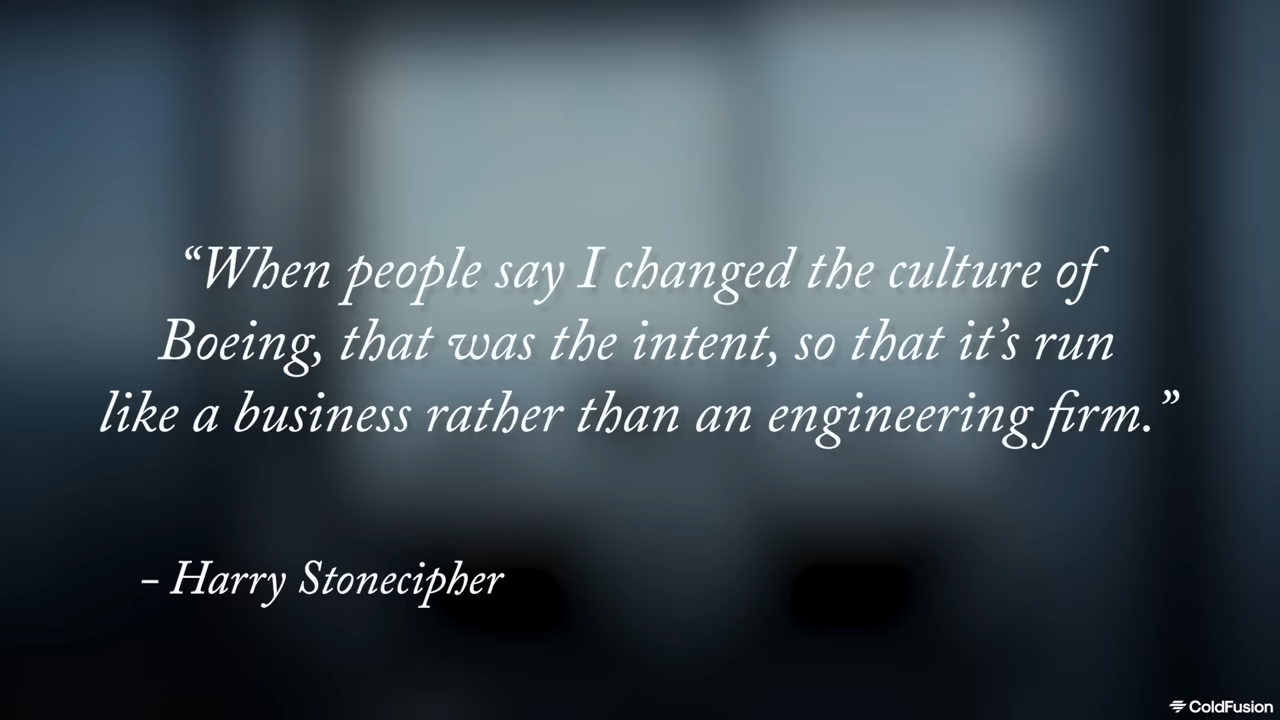 “When people say I changed the culture of
Boeing, that was the intent, so that it’s run
like a business rather than an engineering firm.”
– Harry Stonecipher
ColdFusion